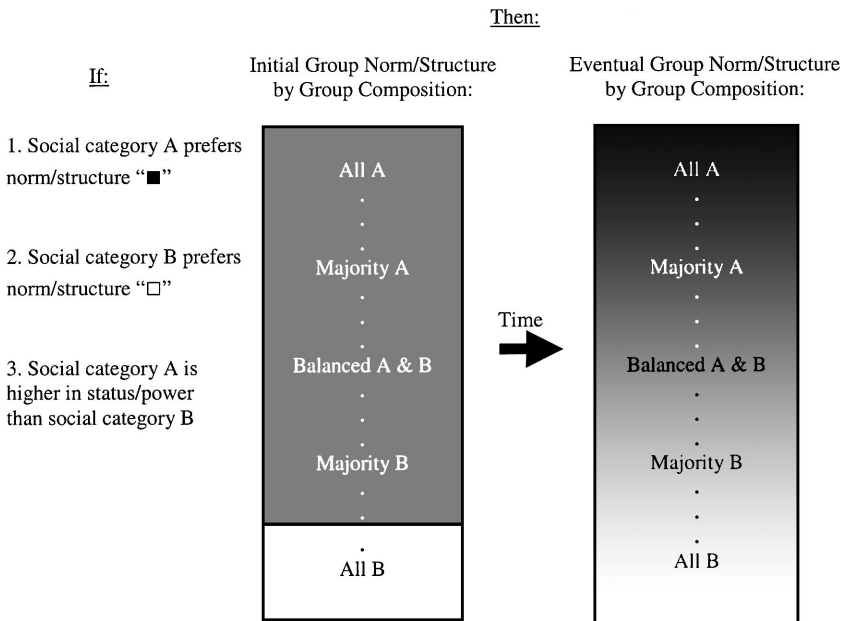 Then:
If:
Initial Group Norm/Structure
by Group Composition:
Eventual Group Norm/Structure
by Group Composition:
1. Social category A prefers
norm/structure “■”
2. Social category B prefers
norm/structure “□”
3. Social category A is
higher in status/power
than social category B
All A
Majority A
Balanced A & B
Majority B
All B
Time
All A
Majority A
Balanced A & B
Majority B
All B